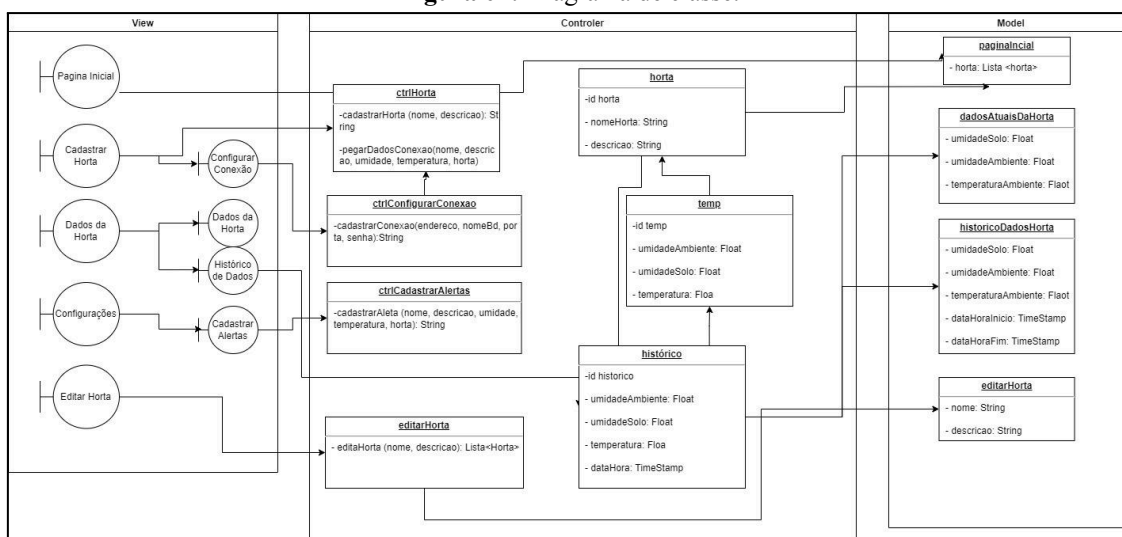 View
Pagina Inicial
Cadastrar
Horta
Configurar
Conexão
Dados da
Horta
Dados da
Horta
Histórico
de Dados
Configurações
Cadastrar
Alertas
Editar Horta
Controler
ctrlHorta
-cadastrarHorta (nome, descricao): St
ring
-pegarDadosConexao(nome, descric
ao, umidade, temperatura, horta)
ctrlConfigurarConexao
-cadastrarConexao(endereco, nomeBd, por
ta, senha):String
ctrlCadastrarAlertas
-cadastrarAleta (nome, descricao, umidade,
temperatura, horta): String
editarHorta
- editaHorta (nome, descricao): Lista<Horta>
horta
-id horta
- nomeHorta: String
- descricao: String
temp
-id temp
- umidadeAmbiente: Float
- umidadeSolo: Float
- temperatura: Floa
histórico
-id historico
- umidadeAmbiente: Float
- umidadeSolo: Float
- temperatura: Floa
- dataHora: TimeStamp
Model
paginaIncial
- horta: Lista <horta>
dadosAtuaisDaHorta
- umidadeSolo: Float
- umidadeAmbiente: Float
- temperaturaAmbiente: Flaot
historicoDadosHorta
- umidadeSolo: Float
- umidadeAmbiente: Float
- temperaturaAmbiente: Flaot
- dataHoraInicio: TimeStamp
- dataHoraFim: TimeStamp
editarHorta
- nome: String
- descricao: String